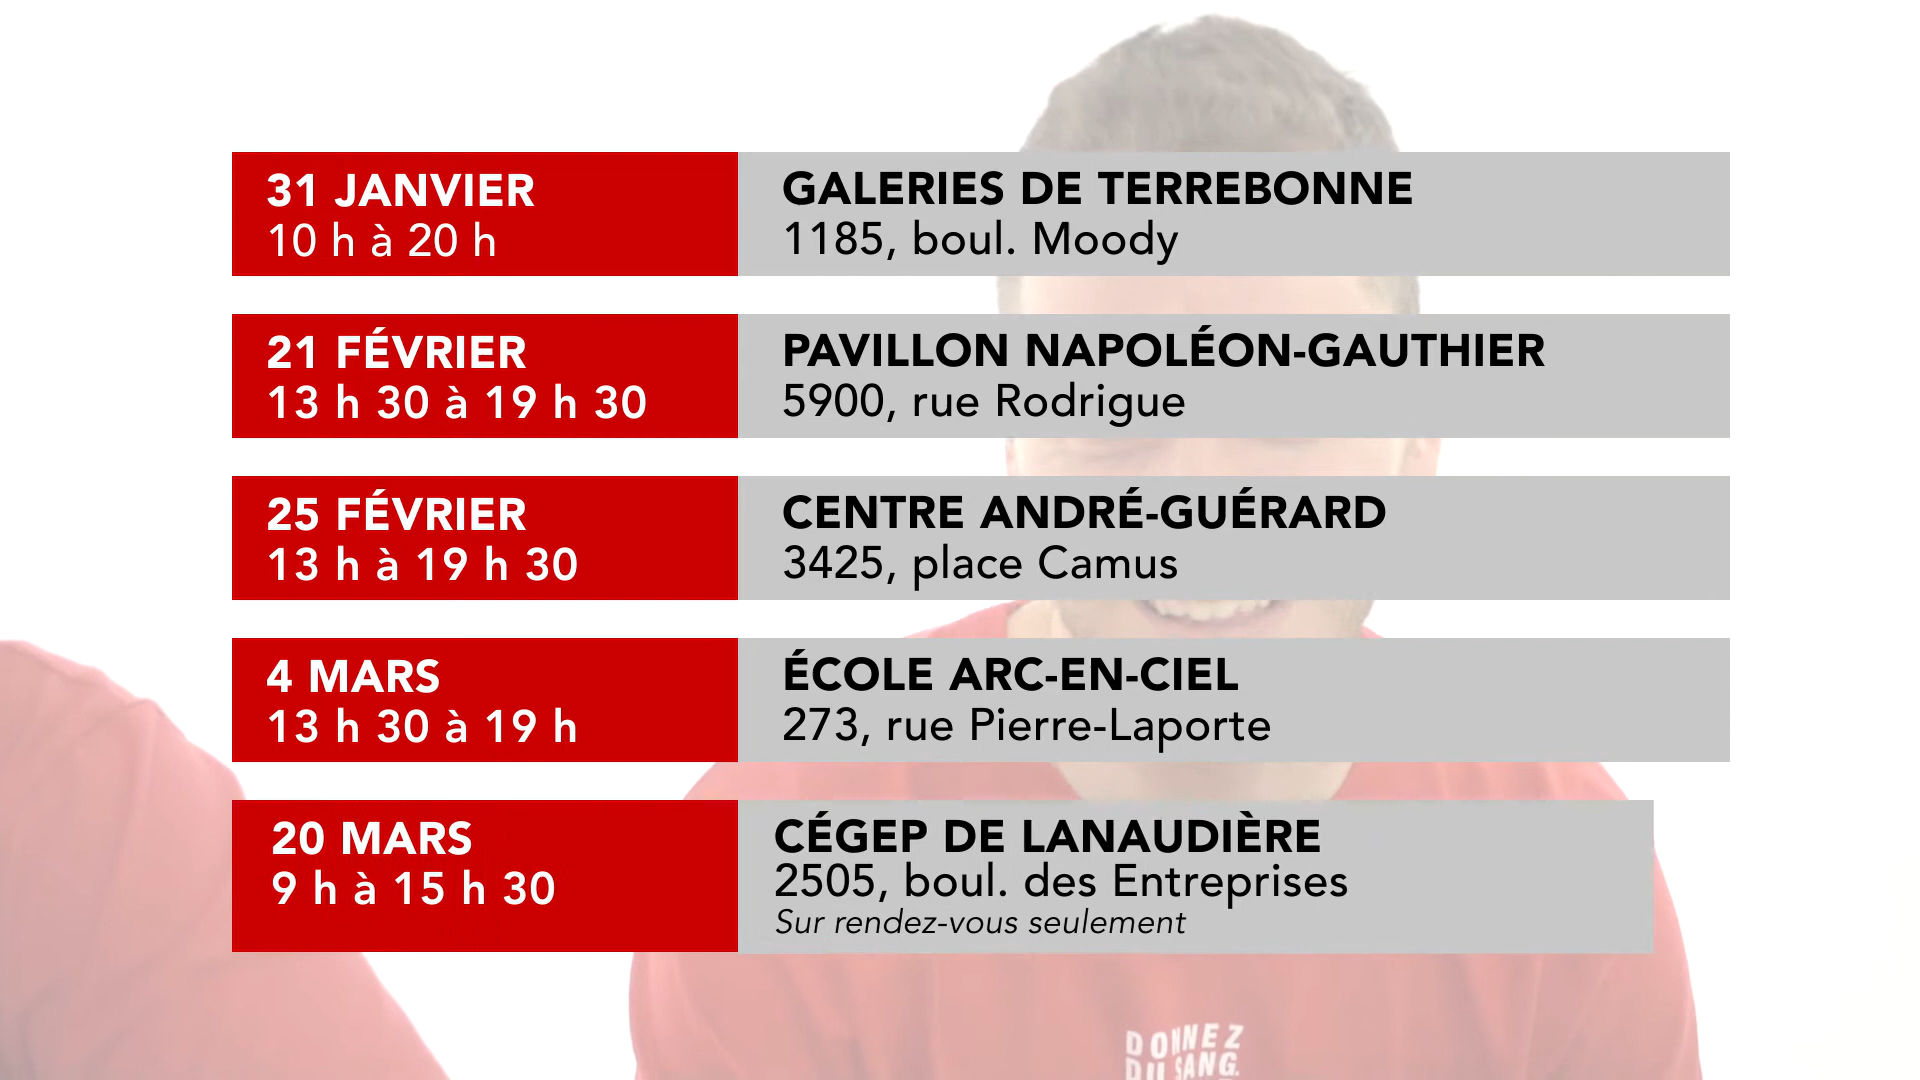 31 JANVIER
10 h à 20 h
GALERIES DE TERREBONNE
1185, boul. Moody
21 FÉVRIER
13 h 30 à 19 h 30
PAVILLON NAPOLÉON-GAUTHIER
5900, rue Rodrigue
25 FÉVRIER
13 h à 19 h 30
CENTRE ANDRÉ-GUÉRARD
3425, place Camus
4 MARS
13 h 30 à 19 h
ÉCOLE ARC-EN-CIEL
273, rue Pierre-Laporte
20 MARS
9 h à 15 h 30
CÉGEP DE LANAUDIÈRE
2505, boul. des Entreprises
Sur rendez-vous seulement
DONNEZ
DU SANG.